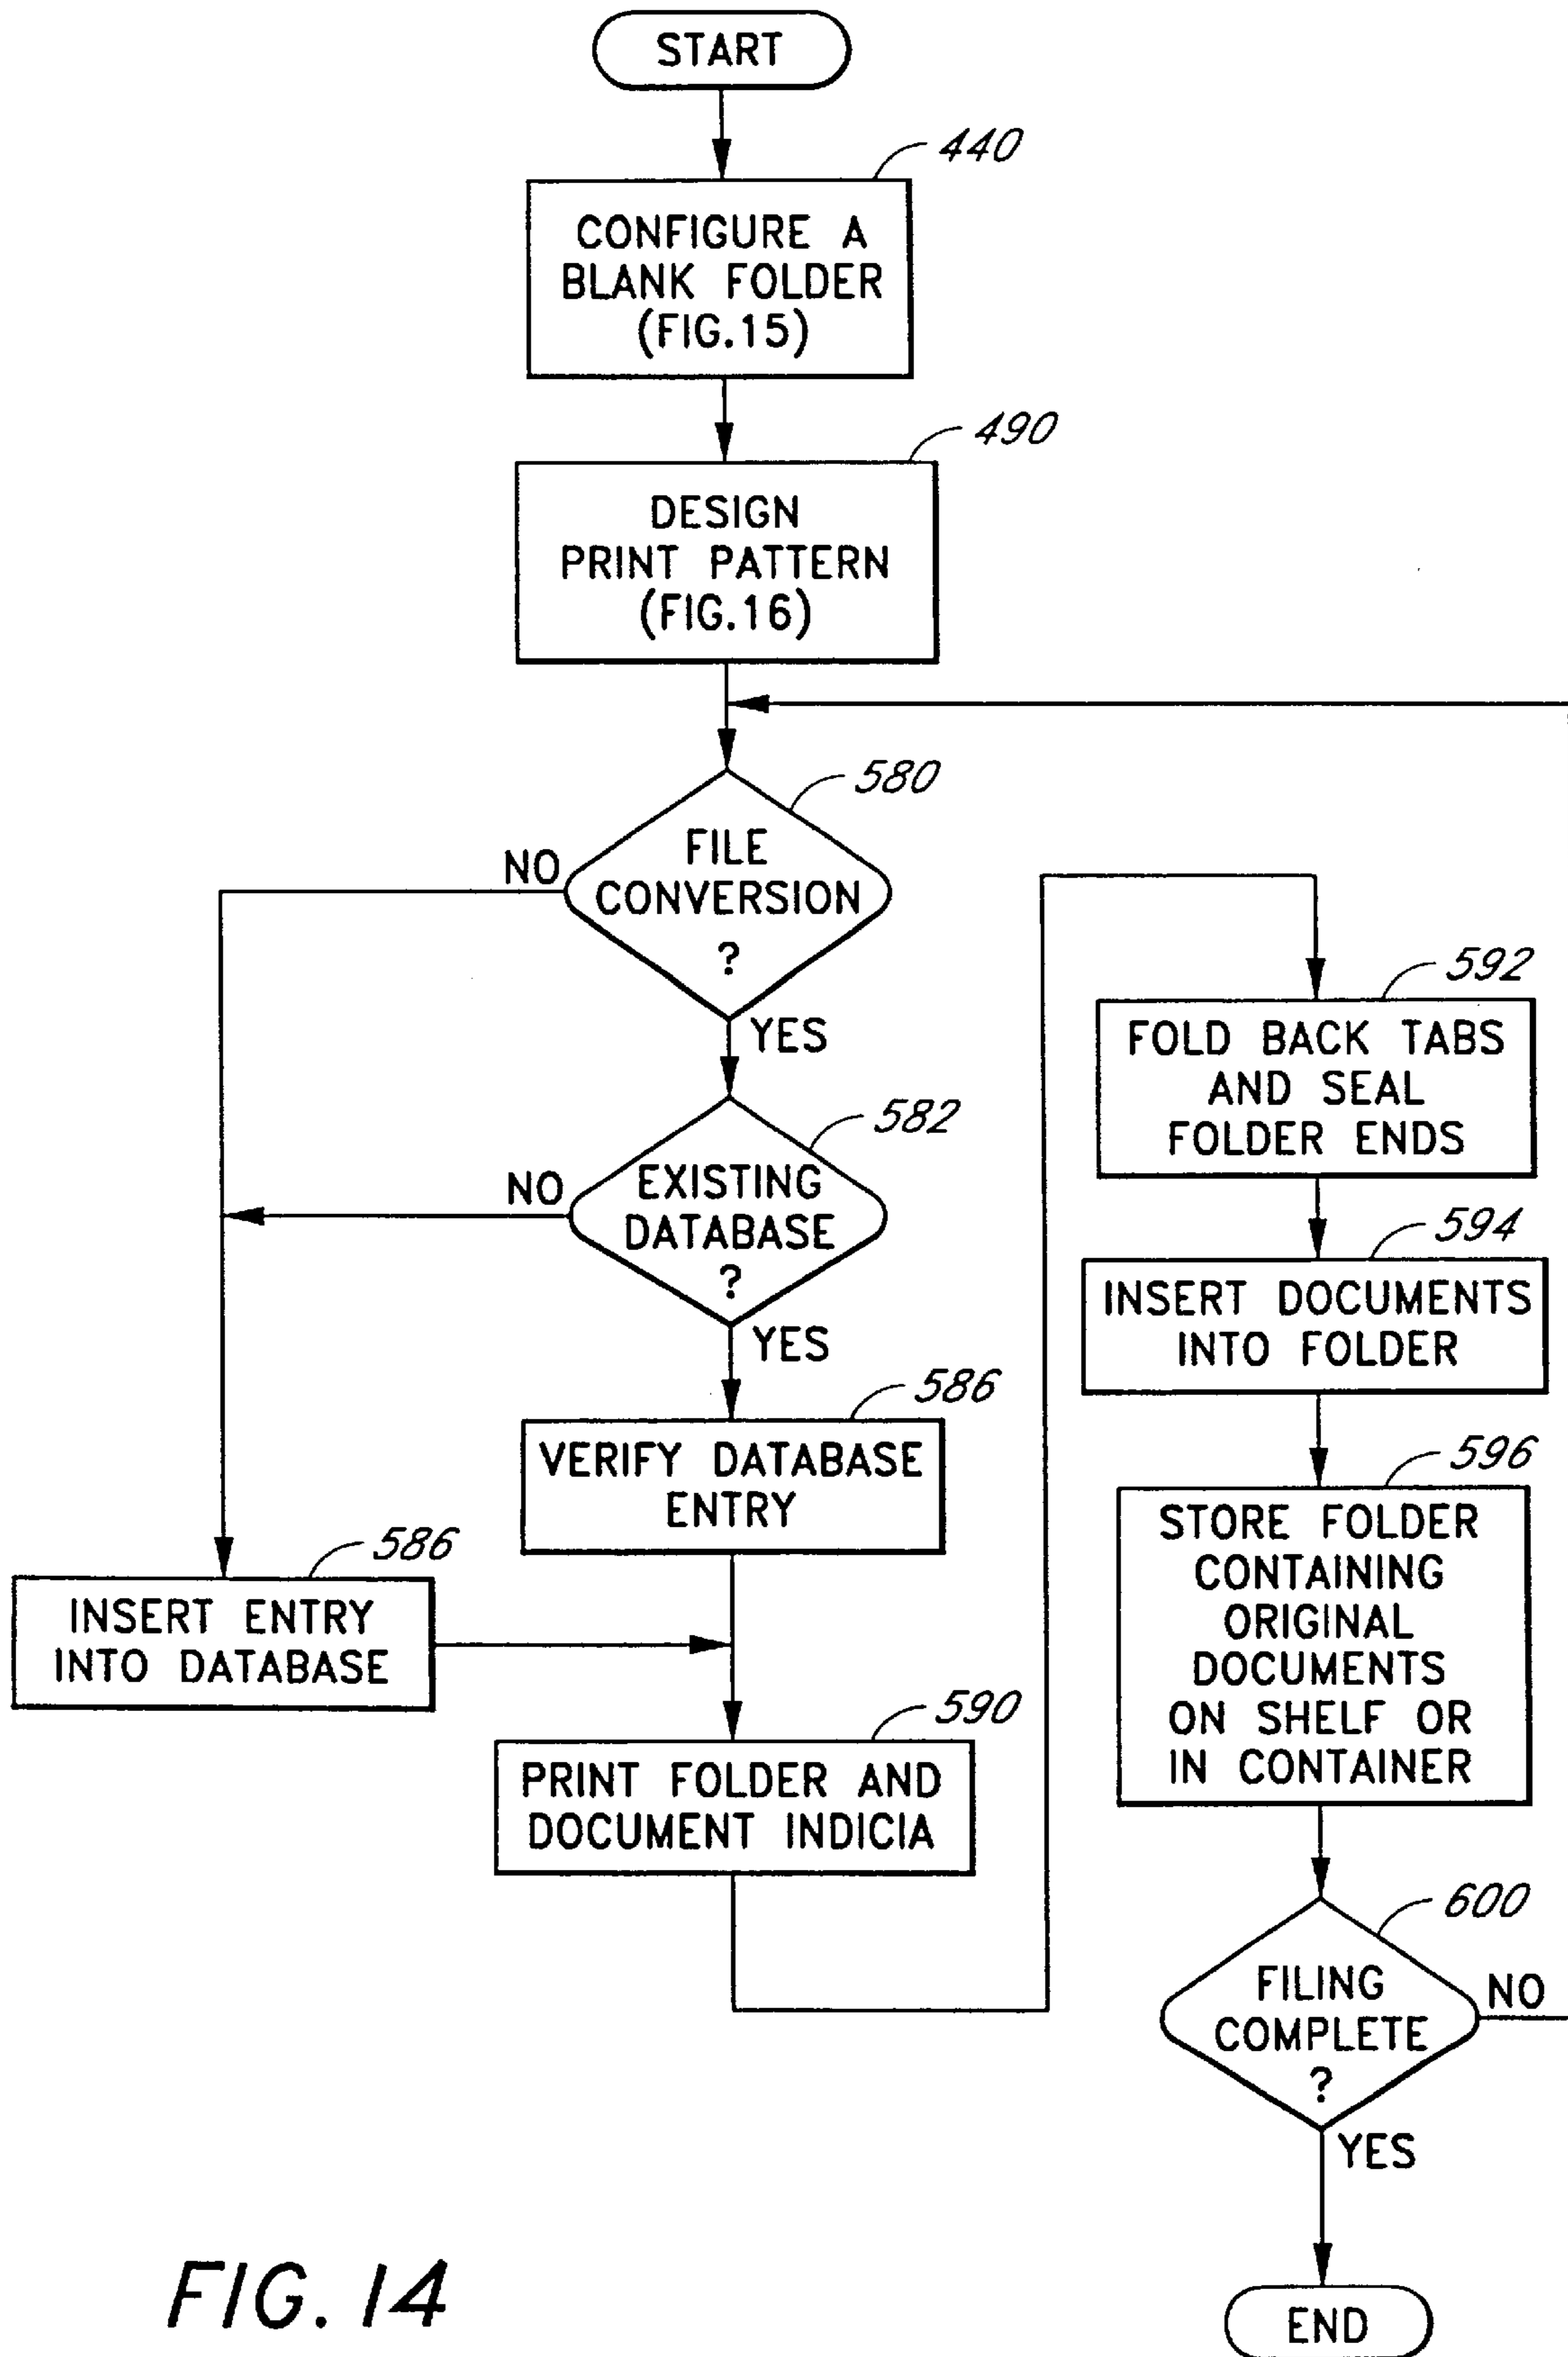 START
440
CONFIGURE A
BLANK FOLDER
(FIG.15)
490
DESIGN
PRINT PATTERN
(FIG.16)
580
FILE
CONVERSION
?
NO
YES
582
EXISTING
DATABASE
?
NO
YES
586
VERIFY DATABASE
ENTRY
586
INSERT ENTRY
INTO DATABASE
590
PRINT FOLDER AND
DOCUMENT INDICIA
592
FOLD BACK TABS
AND SEAL
FOLDER ENDS
594
INSERT DOCUMENTS
INTO FOLDER
596
STORE FOLDER
CONTAINING
ORIGINAL
DOCUMENTS
ON SHELF OR
IN CONTAINER
600
FILING
COMPLETE
?
NO
YES
END
FIG. 14